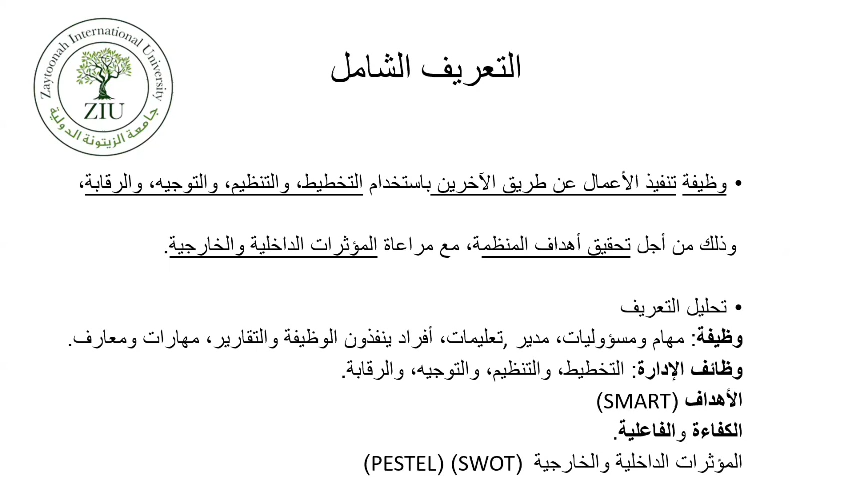 Zaytoonah International University
ZIU
جامعة الزيتونة الدولية
التعريف الشامل
• وظيفة تنفيذ الأعمال عن طريق الآخرين باستخدام التخطيط، والتنظيم، والتوجيه، والرقابة،
وذلك من أجل تحقيق أهداف المنظمة، مع مراعاة المؤثرات الداخلية والخارجية.
• تحليل التعريف
وظيفة: مهام ومسؤوليات، مدير ,تعليمات، أفراد ينفذون الوظيفة والتقارير، مهارات ومعارف.
وظائف الإدارة: التخطيط، والتنظيم، والتوجيه، والرقابة.
الأهداف (SMART)
الكفاءة والفاعلية.
المؤثرات الداخلية والخارجية (SWOT) (PESTEL)